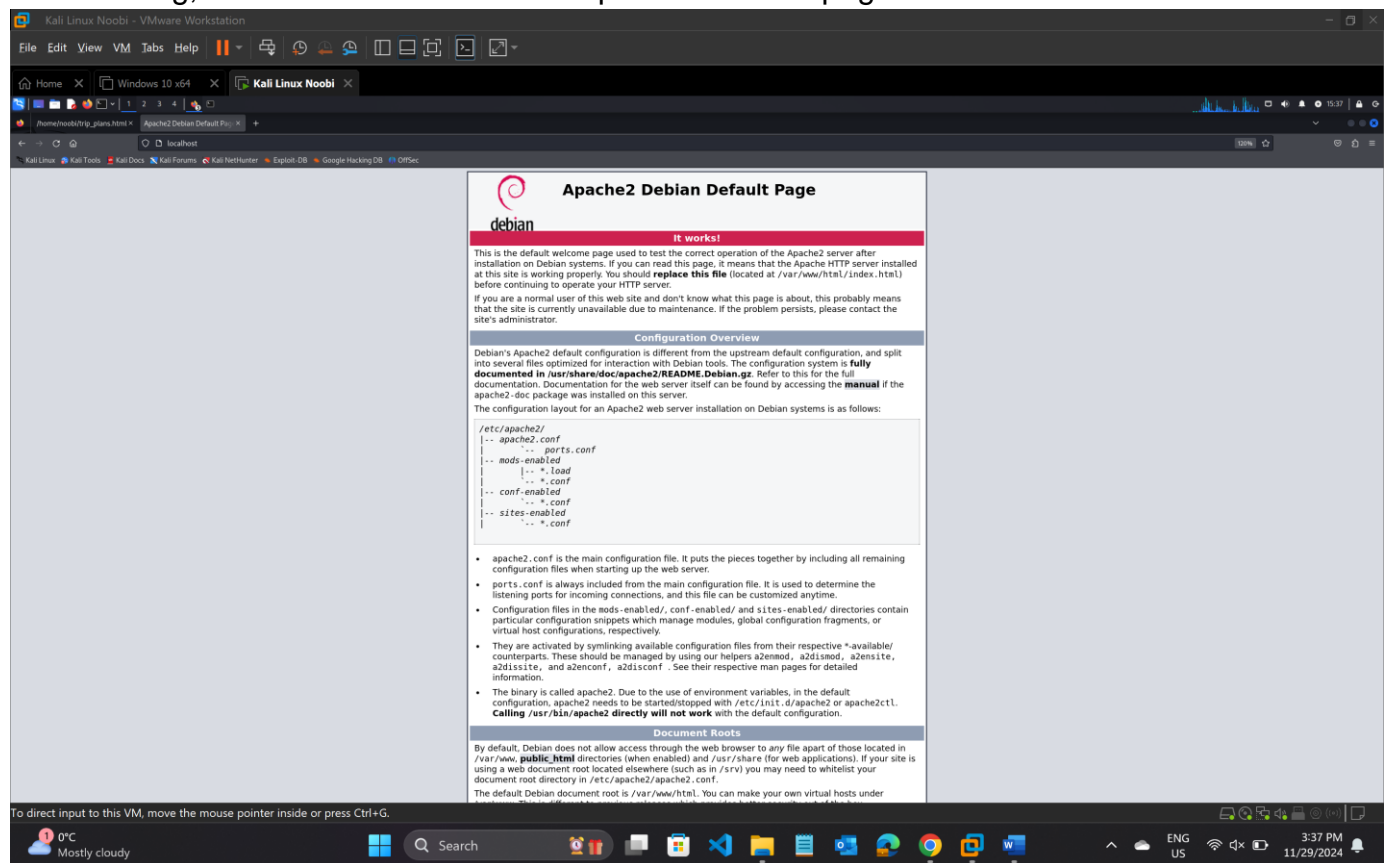 Kali Linux Noobi - VMware Workstation
File Edit View VM Tabs Help
Home Windows 10 x64 Kali Linux Noobi
1 2 3 4
15:37
/home/noobi/trip_plans.html Apache2 Debian Default Pag
localhost
120%
Kali Linux Kali Tools Kali Docs Kali Forums Kali NetHunter Exploit-DB Google Hacking DB OffSec
debian
Apache2 Debian Default Page
It works!
This is the default welcome page used to test the correct operation of the Apache2 server after
installation on Debian systems. If you can read this page, it means that the Apache HTTP server installed
at this site is working properly. You should replace this file (located at /var/www/html/index.html)
before continuing to operate your HTTP server.
If you are a normal user of this web site and don't know what this page is about, this probably means
that the site is currently unavailable due to maintenance. If the problem persists, please contact the
site's administrator.
Configuration Overview
Debian's Apache2 default configuration is different from the upstream default configuration, and split
into several files optimized for interaction with Debian tools. The configuration system is fully
documented in /usr/share/doc/apache2/README.Debian.gz. Refer to this for the full
documentation. Documentation for the web server itself can be found by accessing the manual if the
apache2-doc package was installed on this server.
The configuration layout for an Apache2 web server installation on Debian systems is as follows:
/etc/apache2/
|-- apache2.conf
|       `--  ports.conf
|-- mods-enabled
|       |-- *.load
|       `-- *.conf
|-- conf-enabled
|       `-- *.conf
|-- sites-enabled
|       `-- *.conf
• apache2.conf is the main configuration file. It puts the pieces together by including all remaining
configuration files when starting up the web server.
• ports.conf is always included from the main configuration file. It is used to determine the
listening ports for incoming connections, and this file can be customized anytime.
• Configuration files in the mods-enabled/, conf-enabled/ and sites-enabled/ directories contain
particular configuration snippets which manage modules, global configuration fragments, or
virtual host configurations, respectively.
• They are activated by symlinking available configuration files from their respective *-available/
counterparts. These should be managed by using our helpers a2enmod, a2dismod, a2ensite,
a2dissite, and a2enconf, a2disconf . See their respective man pages for detailed
information.
• The binary is called apache2. Due to the use of environment variables, in the default
configuration, apache2 needs to be started/stopped with /etc/init.d/apache2 or apache2ctl.
Calling /usr/bin/apache2 directly will not work with the default configuration.
Document Roots
By default, Debian does not allow access through the web browser to any file apart of those located in
/var/www, public_html directories (when enabled) and /usr/share (for web applications). If your site is
using a web document root located elsewhere (such as in /srv) you may need to whitelist your
document root directory in /etc/apache2/apache2.conf.
The default Debian document root is /var/www/html. You can make your own virtual hosts under
To direct input to this VM, move the mouse pointer inside or press Ctrl+G.
1
0°C
Mostly cloudy
Search
ENG
US
3:37 PM
11/29/2024